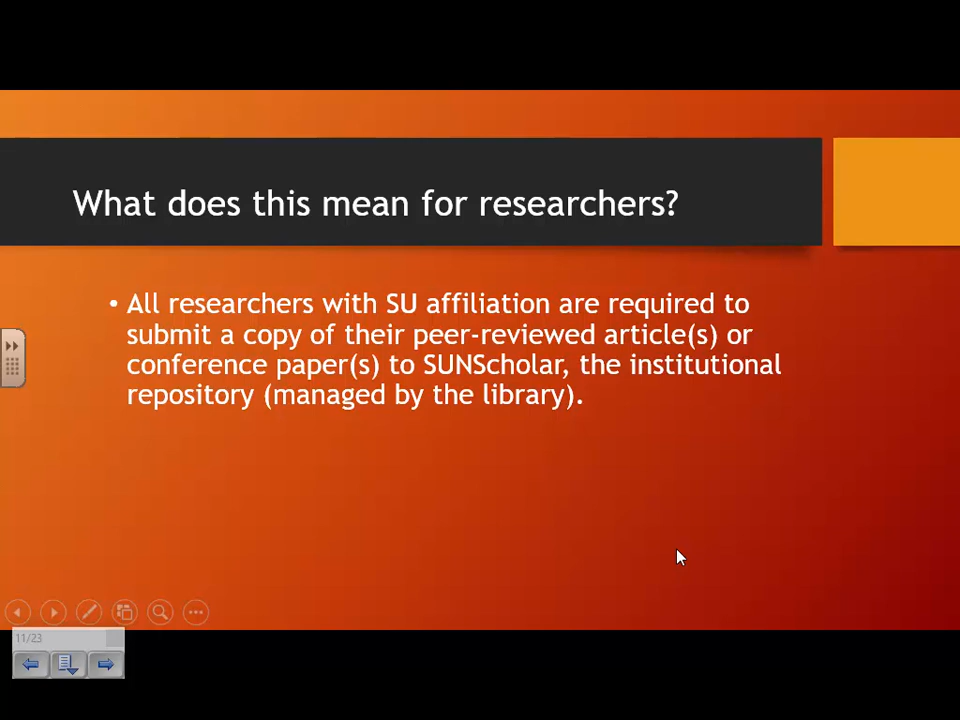 What does this mean for researchers?
• All researchers with SU affiliation are required to
submit a copy of their peer-reviewed article(s) or
conference paper(s) to SUNScholar, the institutional
repository (managed by the library).
11/23